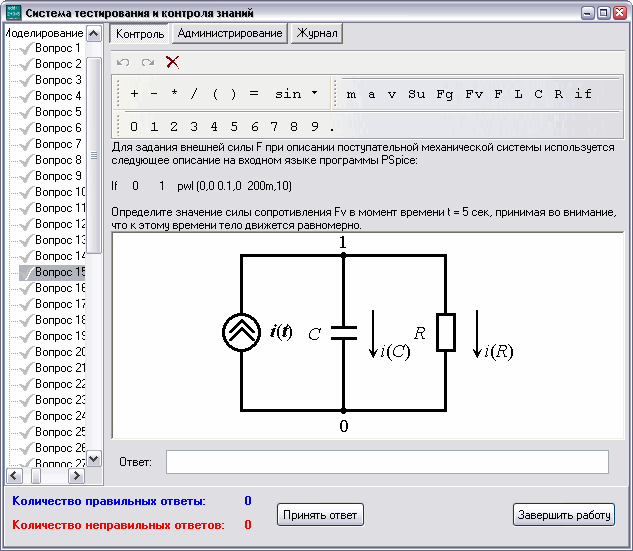 Система тестирования и контроля знаний
Моделирование
Вопрос 1
Вопрос 2
Вопрос 3
Вопрос 4
Вопрос 5
Вопрос 6
Вопрос 7
Вопрос 8
Вопрос 9
Вопрос 10
Вопрос 11
Вопрос 12
Вопрос 13
Вопрос 14
Вопрос 15
Вопрос 16
Вопрос 17
Вопрос 18
Вопрос 19
Вопрос 20
Вопрос 21
Вопрос 22
Вопрос 23
Вопрос 24
Вопрос 25
Вопрос 26
Вопрос 27
Контроль Администрирование Журнал
+ - * / ( ) = sin m a v Su Fg Fv F L C R if
0 1 2 3 4 5 6 7 8 9 .
Для задания внешней силы F при описании поступательной механической системы используется
следующее описание на входном языке программы PSpice:
If 0 1 pwl (0,0 0.1,0 200m,10)
Определите значение силы сопротивления Fv в момент времени t = 5 сек, принимая во внимание,
что к этому времени тело движется равномерно.
1
i(t) C i(C) R i(R)
0
Ответ:
Количество правильных ответы: 0
Количество неправильных ответов: 0
Принять ответ
Завершить работу